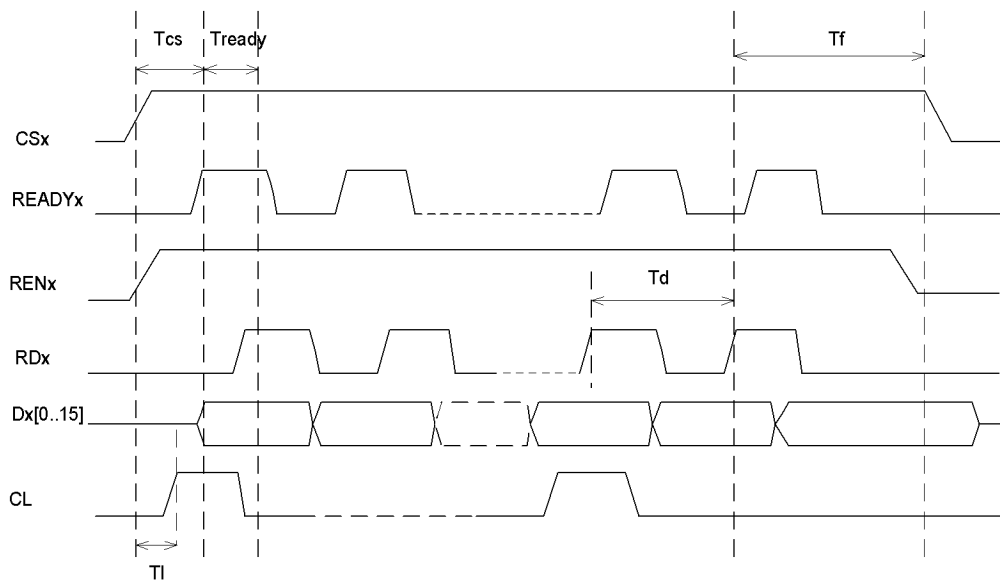 Tcs Tready Tf
CSx
READYx
RENx
Td
RDx
Dx[0..15]
CL
Tl